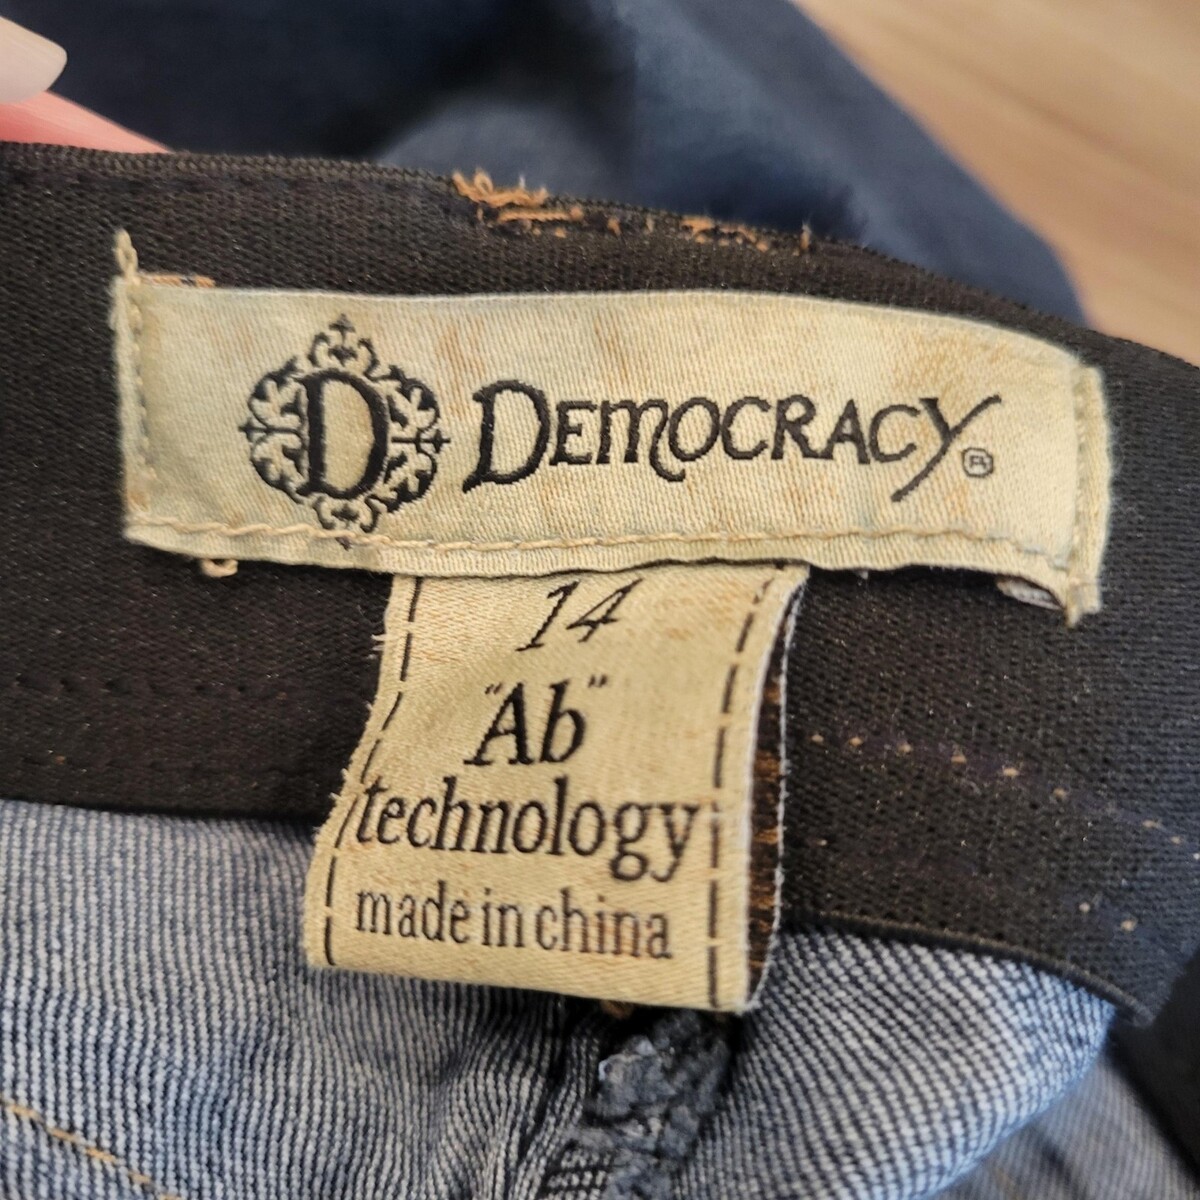 D DEMOCRACY®
14
"Ab"
technology
made in china